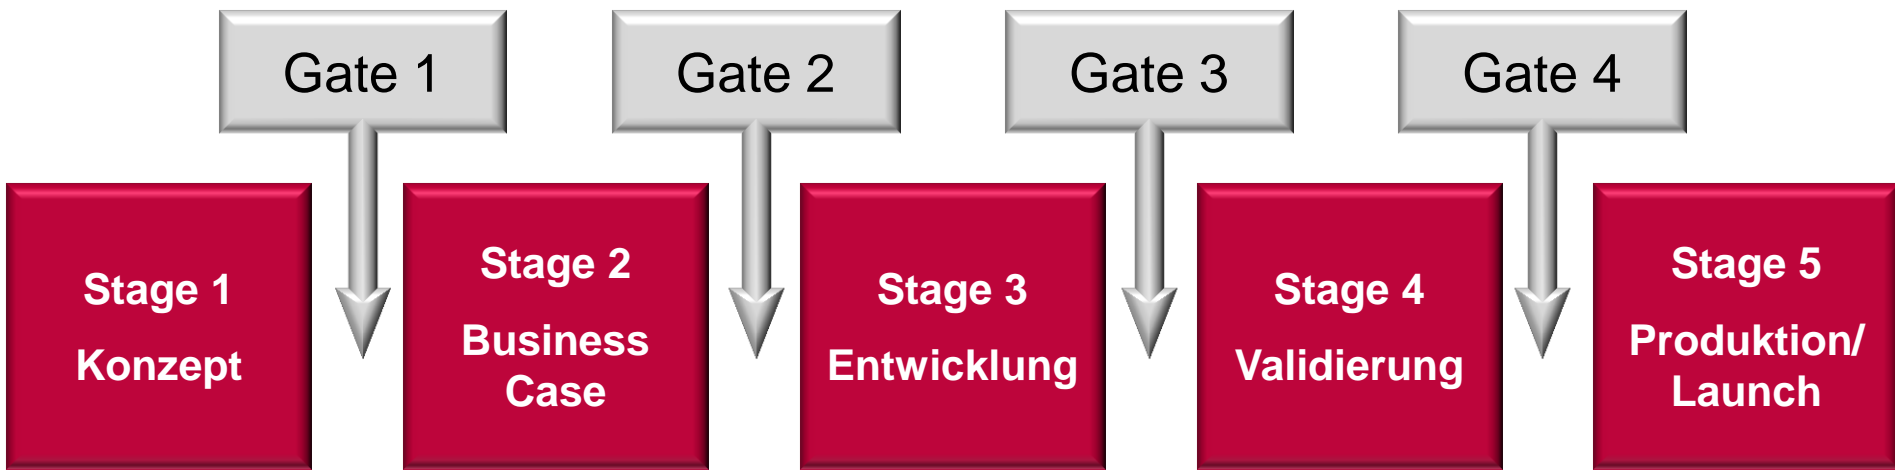 Gate 1
Gate 2
Gate 3
Gate 4
Stage 1
Konzept
Stage 2
Business
Case
Stage 3
Entwicklung
Stage 4
Validierung
Stage 5
Produktion/
Launch